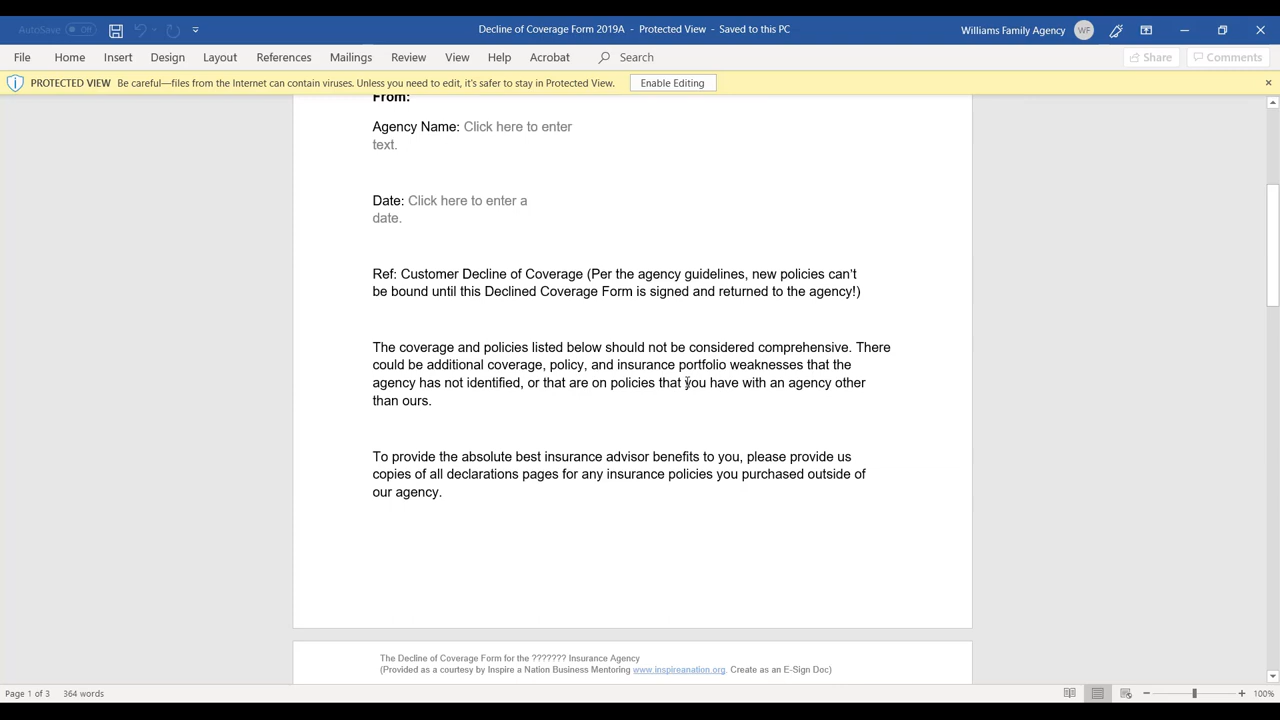 AutoSave Off
Decline of Coverage Form 2019A - Protected View - Saved to this PC
Williams Family Agency
WF
File Home Insert Design Layout References Mailings Review View Help Acrobat Search
Share Comments
PROTECTED VIEW Be careful—files from the Internet can contain viruses. Unless you need to edit, it's safer to stay in Protected View.
Enable Editing
From:
Agency Name: Click here to enter
text.
Date: Click here to enter a
date.
Ref: Customer Decline of Coverage (Per the agency guidelines, new policies can't
be bound until this Declined Coverage Form is signed and returned to the agency!)
The coverage and policies listed below should not be considered comprehensive. There
could be additional coverage, policy, and insurance portfolio weaknesses that the
agency has not identified, or that are on policies that you have with an agency other
than ours.
To provide the absolute best insurance advisor benefits to you, please provide us
copies of all declarations pages for any insurance policies you purchased outside of
our agency.
The Decline of Coverage Form for the ??????? Insurance Agency
(Provided as a courtesy by Inspire a Nation Business Mentoring www.inspireanation.org. Create as an E-Sign Doc)
Page 1 of 3 364 words
100%